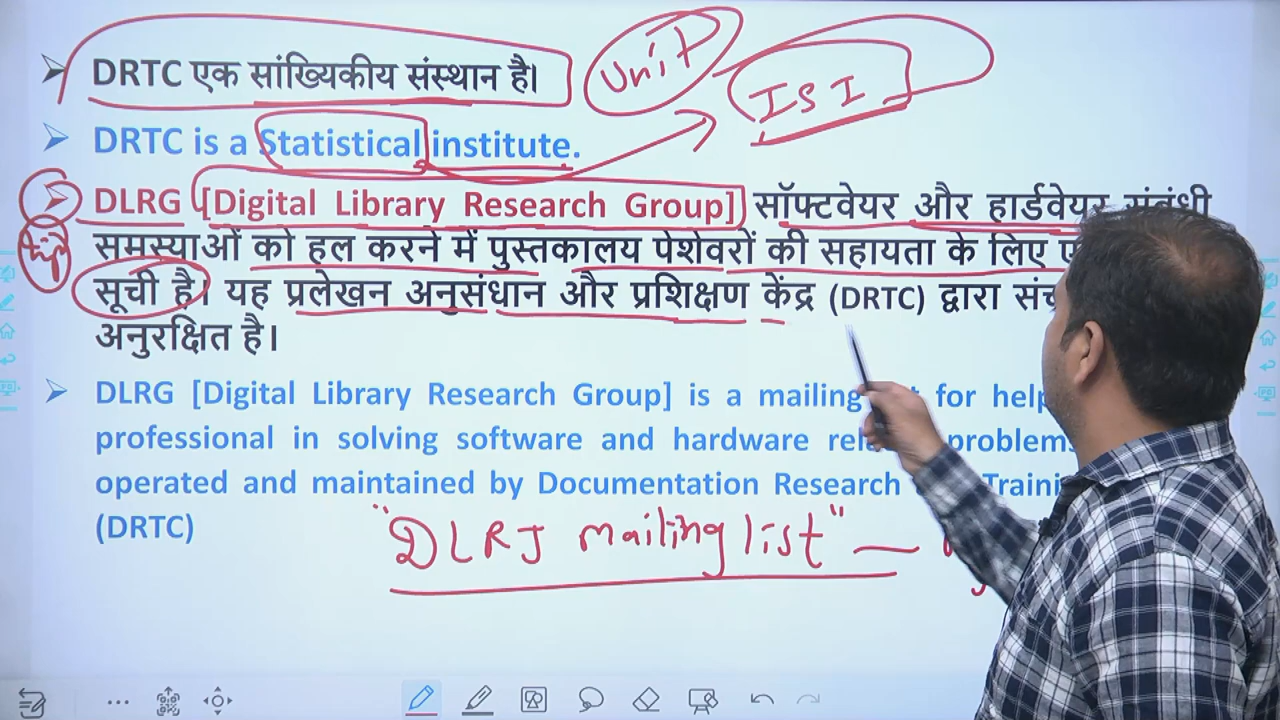 DRTC एक सांख्यिकीय संस्थान है।
Unit
ISI
DRTC is a Statistical institute.
DLRG [Digital Library Research Group] सॉफ्टवेयर और हार्डवेयर संबंधी
समस्याओं को हल करने में पुस्तकालय पेशेवरों की सहायता के लिए
सूची है। यह प्रलेखन अनुसंधान और प्रशिक्षण केंद्र (DRTC) द्वारा
अनुरक्षित है।
DLRG [Digital Library Research Group] is a mailing for
professional in solving software and hardware
operated and maintained by Documentation Research
(DRTC)
"DLRJ mailing list" —